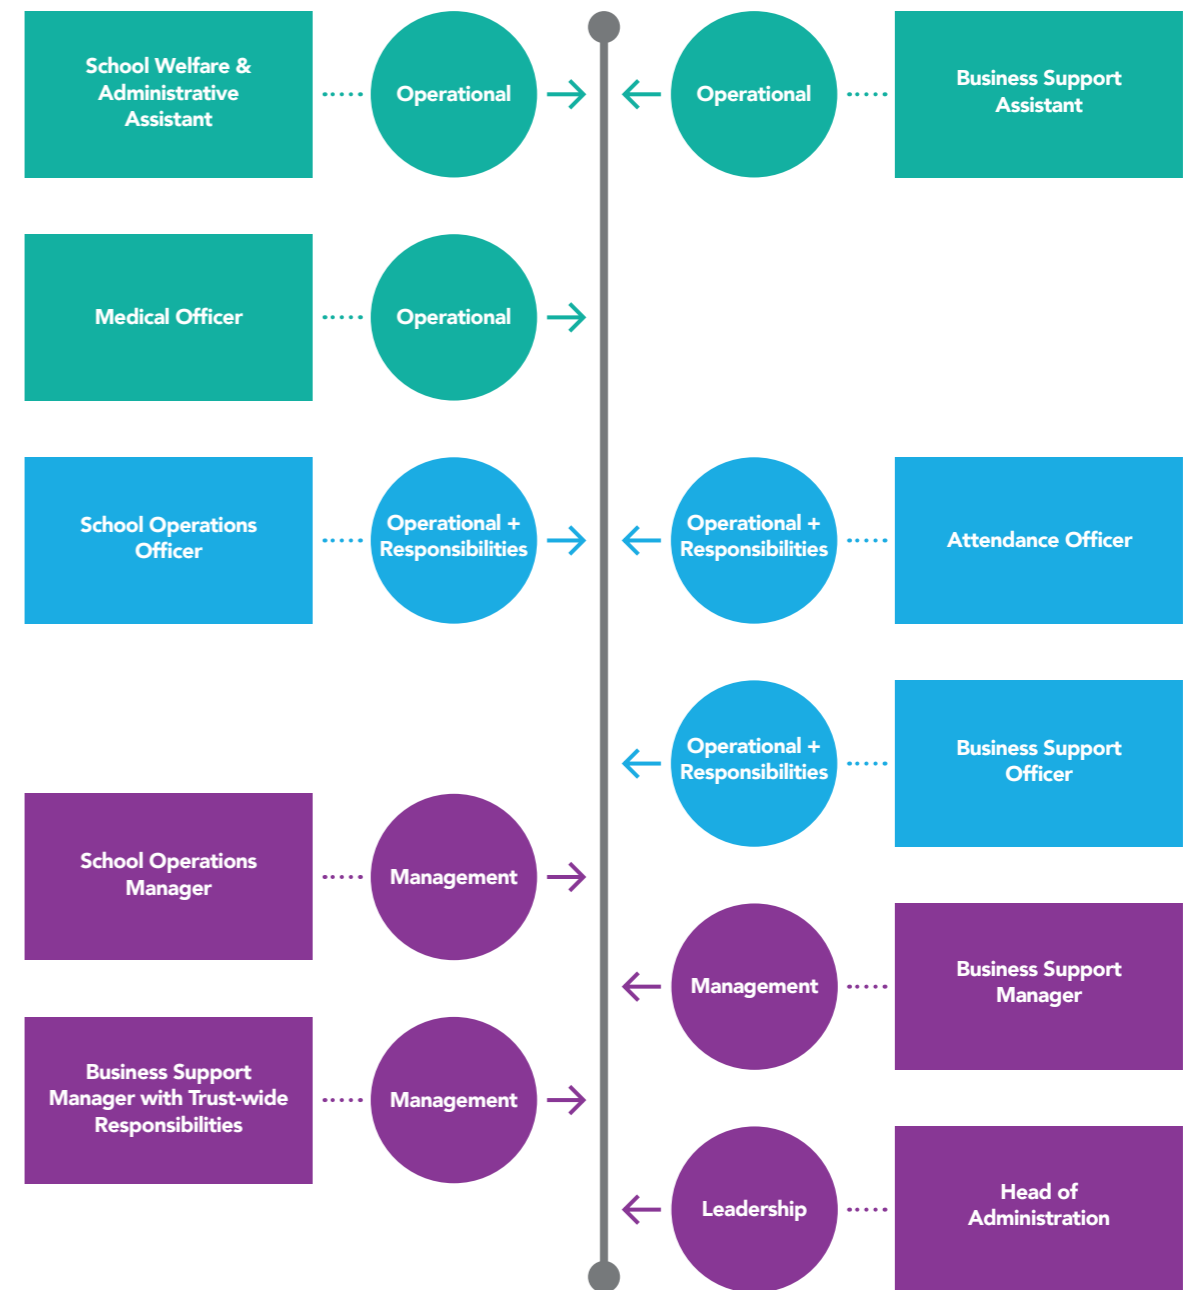 School Welfare &
Administrative
Assistant
Operational
Operational
Business Support
Assistant
Medical Officer
Operational
School Operations
Officer
Operational +
Responsibilities
Operational +
Responsibilities
Attendance Officer
Operational +
Responsibilities
Business Support
Officer
School Operations
Manager
Management
Management
Business Support
Manager
Business Support
Manager with Trust-wide
Responsibilities
Management
Leadership
Head of
Administration